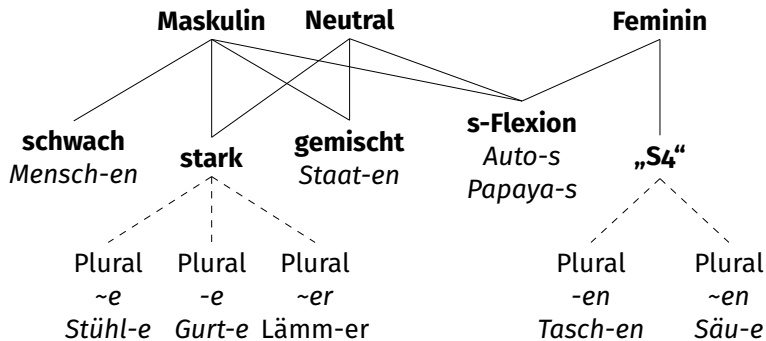 Maskulin Neutral Feminin
schwach
Mensch-en
stark
gemischt
Staat-en
s-Flexion
Auto-s
Papaya-s
„S4“
Plural
~e
Stühl-e
Plural
-e
Gurt-e
Plural
~er
Lämm-er
Plural
-en
Tasch-en
Plural
~en
Säu-e